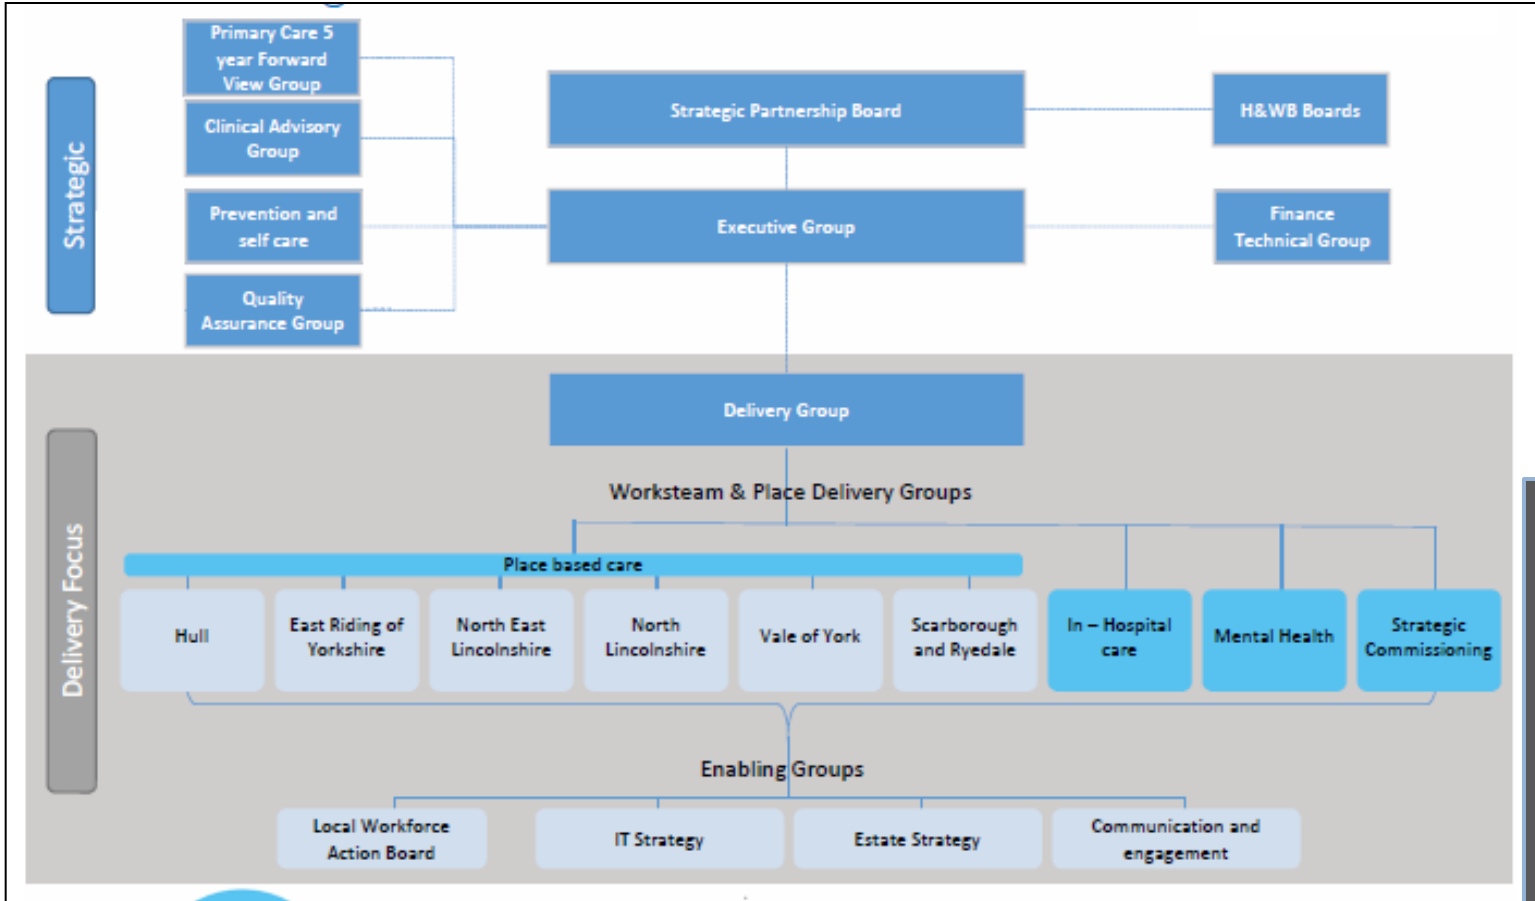 Strategic
Primary Care 5
year Forward
View Group
Clinical Advisory
Group
Prevention and
self care
Quality
Assurance Group
Strategic Partnership Board
Executive Group
H&WB Boards
Finance
Technical Group
Delivery Focus
Delivery Group
Worksteam & Place Delivery Groups
Place based care
Hull
East Riding of
Yorkshire
North East
Lincolnshire
North
Lincolnshire
Vale of York
Scarborough
and Ryedale
In – Hospital
care
Mental Health
Strategic
Commissioning
Enabling Groups
Local Workforce
Action Board
IT Strategy
Estate Strategy
Communication and
engagement